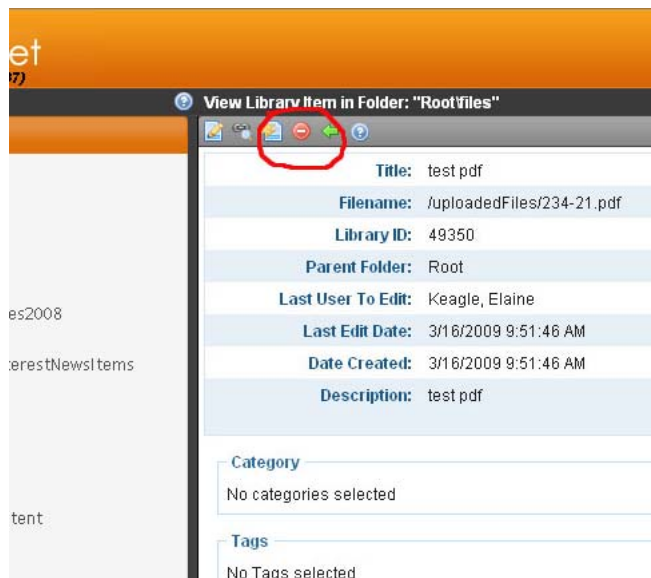 et
37)
View Library Item in Folder: "Root\files"
Title: test pdf
Filename: /uploadedFiles/234-21.pdf
Library ID: 49350
Parent Folder: Root
Last User To Edit: Keagle, Elaine
es2008
Last Edit Date: 3/16/2009 9:51:46 AM
erestNewsItems
Date Created: 3/16/2009 9:51:46 AM
Description: test pdf
Category
No categories selected
tent
Tags
No Tags selected